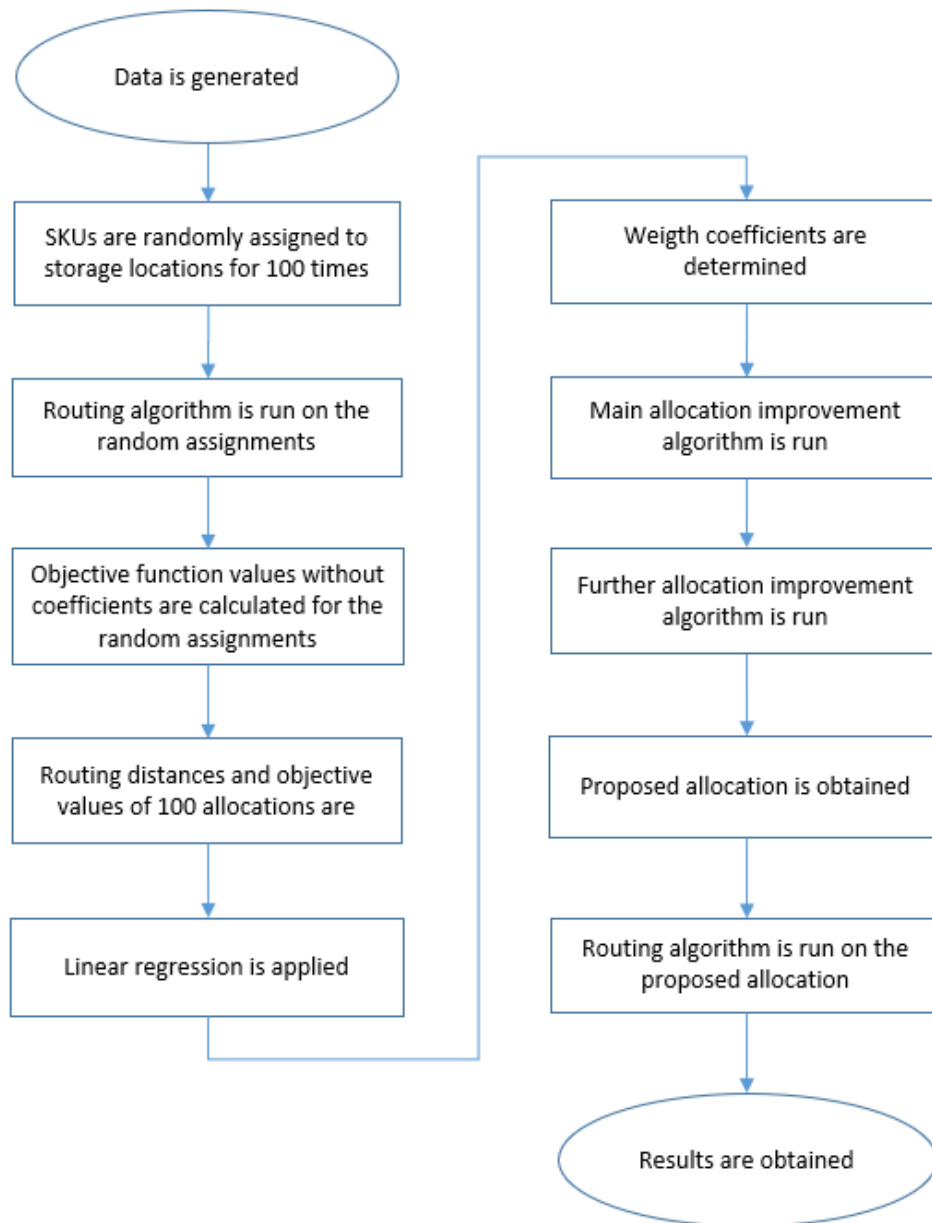 Data is generated
SKUs are randomly assigned to
storage locations for 100 times
Routing algorithm is run on the
random assignments
Objective function values without
coefficients are calculated for the
random assignments
Routing distances and objective
values of 100 allocations are
Linear regression is applied
Weigth coefficients are
determined
Main allocation improvement
algorithm is run
Further allocation improvement
algorithm is run
Proposed allocation is obtained
Routing algorithm is run on the
proposed allocation
Results are obtained